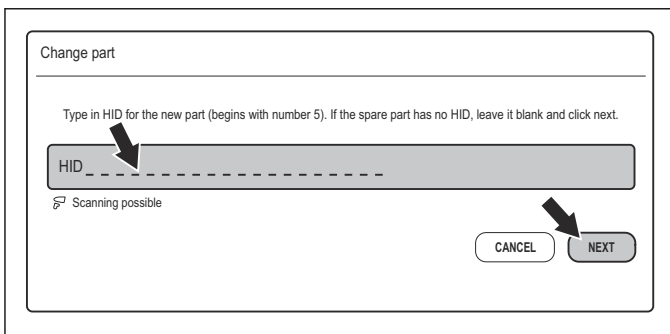 Change part
Type in HID for the new part (begins with number 5). If the spare part has no HID, leave it blank and click next.
HID_ _ _ _ _ _ _ _ _ _ _ _ _ _ _ _ _ _ _ _
Scanning possible
CANCEL NEXT